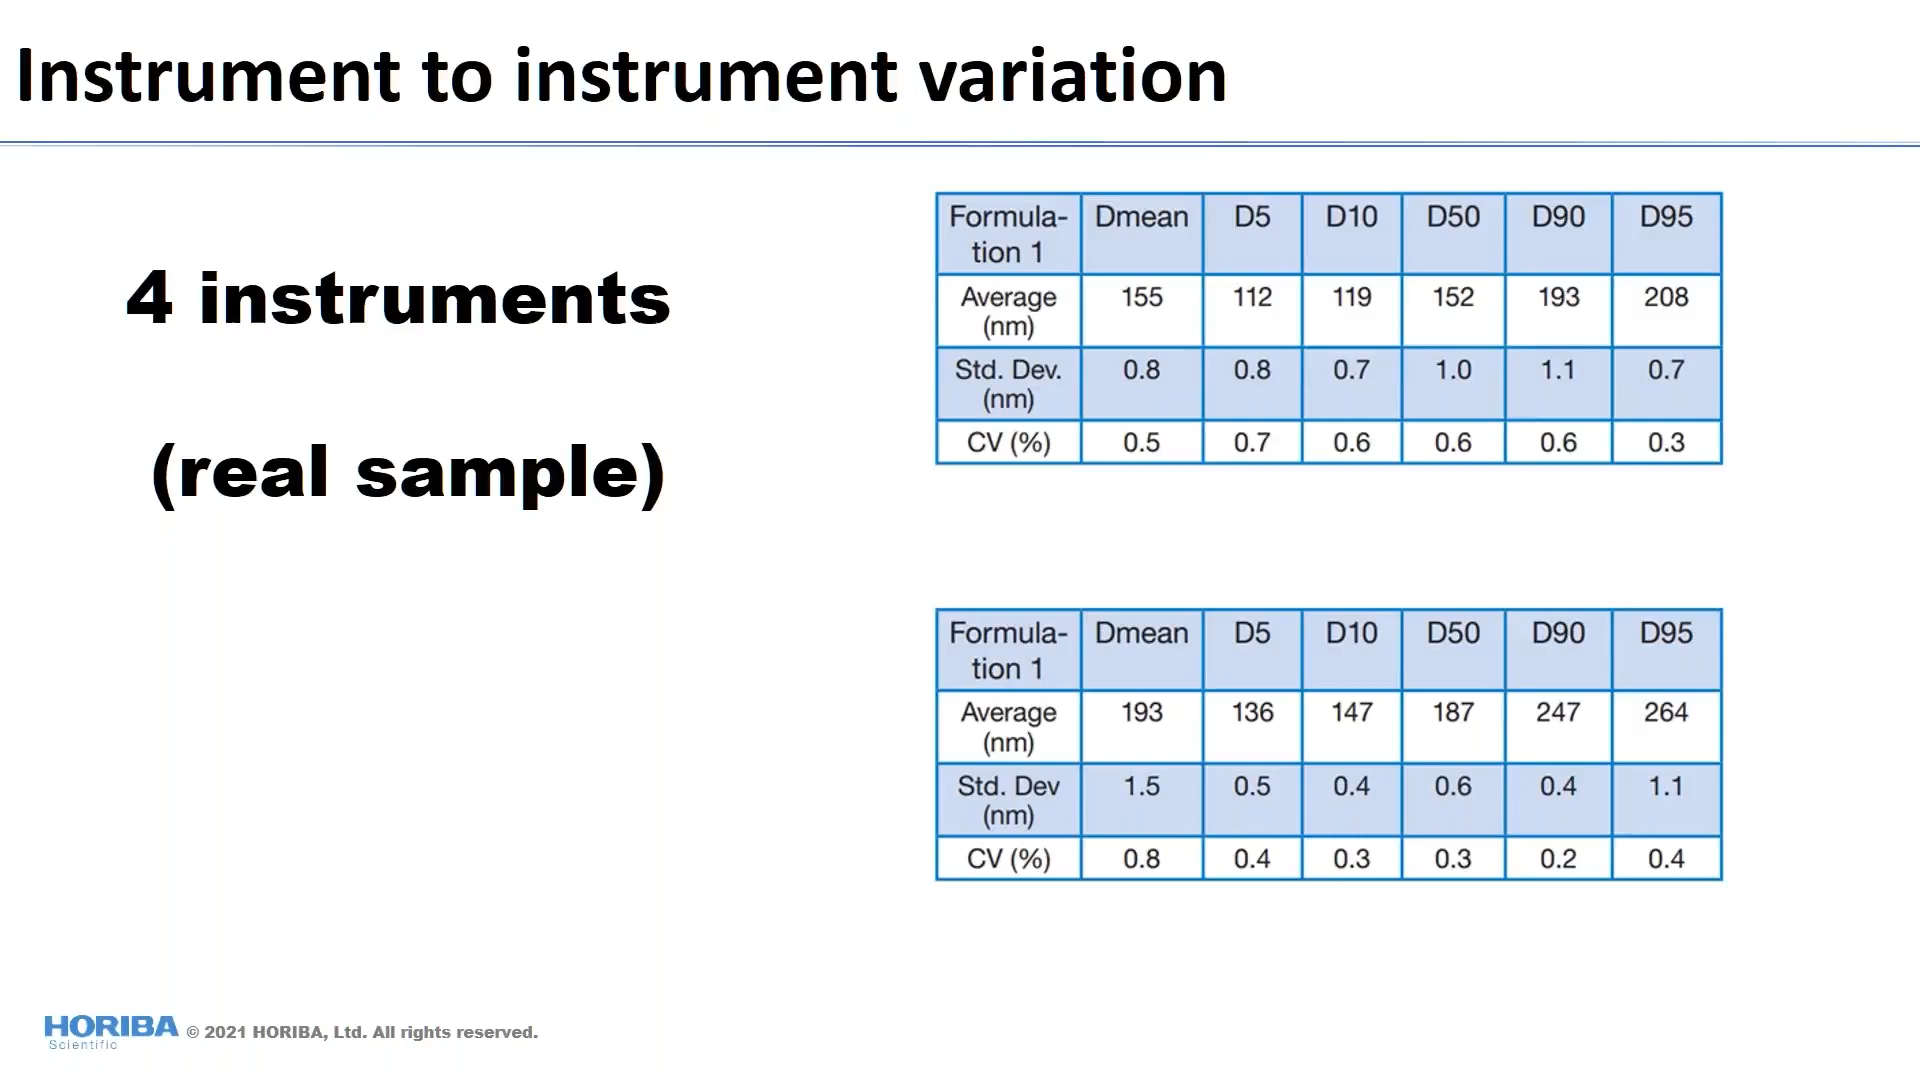 Instrument to instrument variation
4 instruments
(real sample)
Formula- Dmean D5 D10 D50 D90 D95
tion 1
Average 155 112 119 152 193 208
(nm)
Std. Dev. 0.8 0.8 0.7 1.0 1.1 0.7
(nm)
CV (%) 0.5 0.7 0.6 0.6 0.6 0.3
Formula- Dmean D5 D10 D50 D90 D95
tion 1
Average 193 136 147 187 247 264
(nm)
Std. Dev 1.5 0.5 0.4 0.6 0.4 1.1
(nm)
CV (%) 0.8 0.4 0.3 0.3 0.2 0.4
HORIBA © 2021 HORIBA, Ltd. All rights reserved.
Scientific